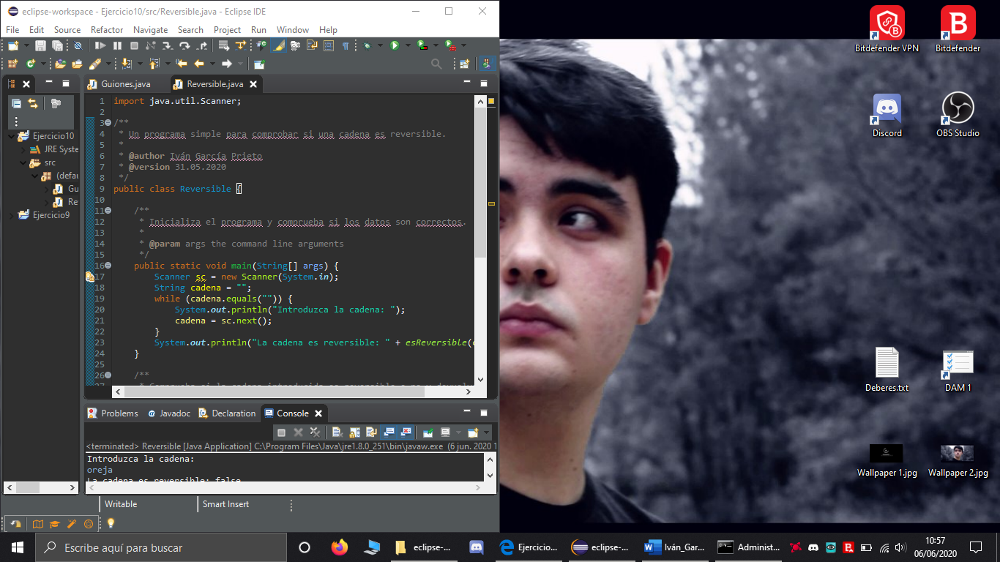 eclipse-workspace - Ejercicio10/src/Reversible.java - Eclipse IDE
File Edit Source Refactor Navigate Search Project Run Window Help
Guiones.java
Reversible.java
Ejercicio10
JRE Syste
src
(defau
Gu
Re
Ejercicio9
1 import java.util.Scanner;
2
3 /**
4 * Un programa simple para comprobar si una cadena es reversible.
5 *
6 * @author Iván García Prieto
7 * @version 31.05.2020
8 */
9 public class Reversible {
10
11 /**
12 * Inicializa el programa y comprueba si los datos son correctos.
13 *
14 * @param args the command line arguments
15 */
16 public static void main(String[] args) {
17 Scanner sc = new Scanner(System.in);
18 String cadena = "";
19 while (cadena.equals("")) {
20 System.out.println("Introduzca la cadena: ");
21 cadena = sc.next();
22 }
23 System.out.println("La cadena es reversible: " + esReversible(
24 }
25
26 /**
Problems Javadoc Declaration Console
<terminated> Reversible [Java Application] C:\Program Files\Java\jre1.8.0_251\bin\javaw.exe (6 jun. 2020 1
Introduzca la cadena:
oreja
La cadena es reversible: false
Writable Smart Insert
Bitdefender VPN
Bitdefender
Discord
OBS Studio
Deberes.txt
DAM 1
Wallpaper 1.jpg
Wallpaper 2.jpg
Escribe aquí para buscar
eclipse-...
Ejercicio...
eclipse-...
Iván_Gar...
Administ...
10:57
06/06/2020